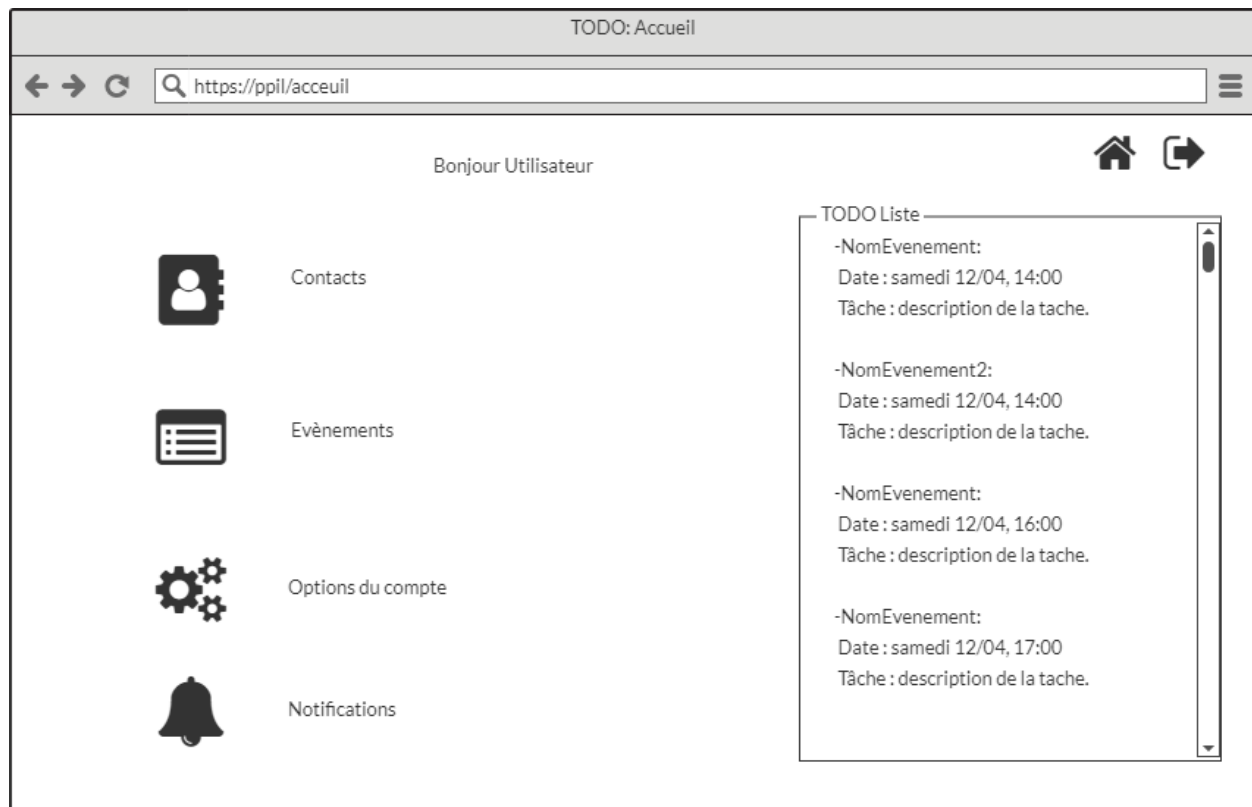 TODO: Accueil
https://ppil/acceuil
Bonjour Utilisateur
Contacts
Evènements
Options du compte
Notifications
TODO Liste
-NomEvenement:
Date : samedi 12/04, 14:00
Tâche : description de la tache.
-NomEvenement2:
Date : samedi 12/04, 14:00
Tâche : description de la tache.
-NomEvenement:
Date : samedi 12/04, 16:00
Tâche : description de la tache.
-NomEvenement:
Date : samedi 12/04, 17:00
Tâche : description de la tache.